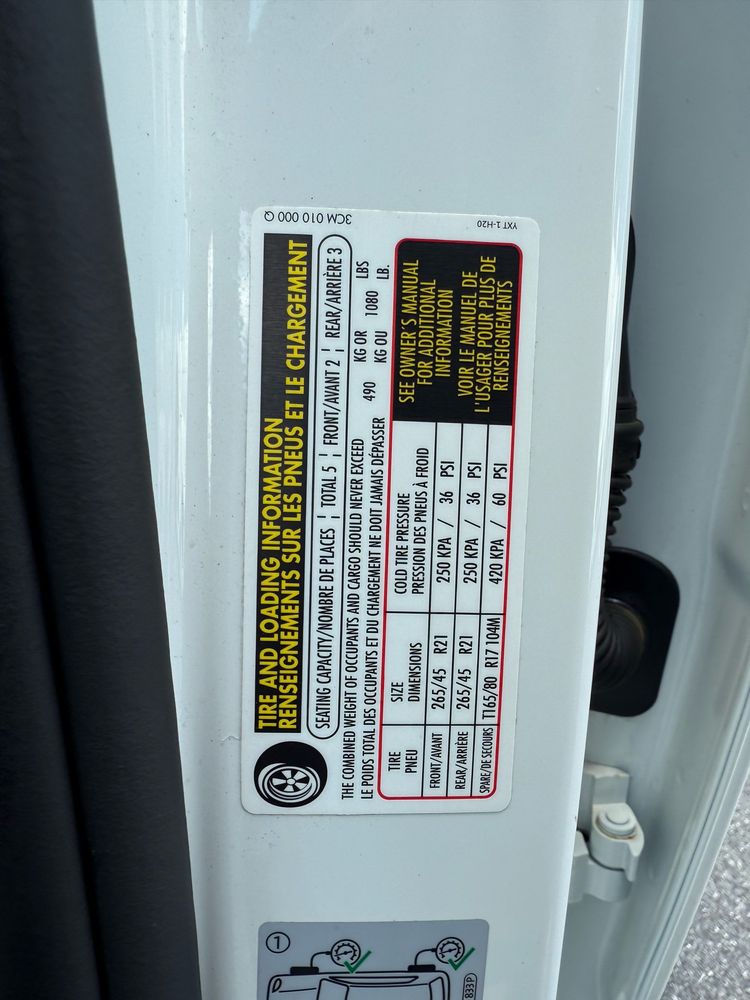 TIRE AND LOADING INFORMATION
RENSEIGNEMENTS SUR LES PNEUS ET LE CHARGEMENT
SEATING CAPACITY/NOMBRE DE PLACES ¦ TOTAL 5 ¦ FRONT/AVANT 2 ¦ REAR/ARRIÈRE 3
THE COMBINED WEIGHT OF OCCUPANTS AND CARGO SHOULD NEVER EXCEED
LE POIDS TOTAL DES OCCUPANTS ET DU CHARGEMENT NE DOIT JAMAIS DÉPASSER
490 KG OR 1080 LBS
KG OU LB.
TIRE SIZE COLD TIRE PRESSURE
PNEU DIMENSIONS PRESSION DES PNEUS À FROID
FRONT/AVANT 265/45 R21 250 KPA / 36 PSI
REAR/ARRIÈRE 265/45 R21 250 KPA / 36 PSI
SPARE/DE SECOURS T165/80 R17 104M 420 KPA / 60 PSI
SEE OWNER'S MANUAL
FOR ADDITIONAL
INFORMATION
VOIR LE MANUEL DE
L'USAGER POUR PLUS DE
RENSEIGNEMENTS
3CM 010 000 Q
YXT 1-H20
1
833P